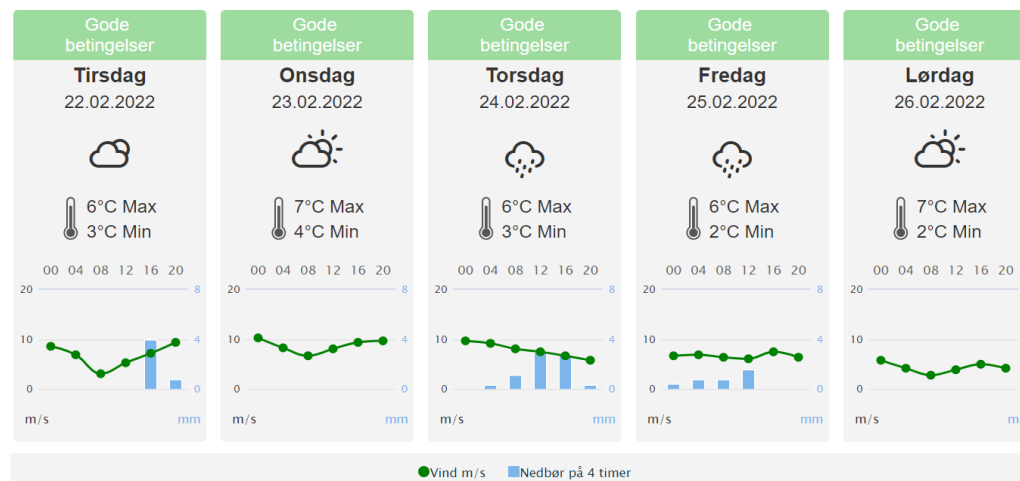 Gode
betingelser
Tirsdag
22.02.2022
6°C Max
3°C Min
00 04 08 12 16 20
20 8
10 4
0 0
m/s mm
Gode
betingelser
Onsdag
23.02.2022
7°C Max
4°C Min
00 04 08 12 16 20
20 8
10 4
0 0
m/s mm
Gode
betingelser
Torsdag
24.02.2022
6°C Max
3°C Min
00 04 08 12 16 20
20 8
10 4
0 0
m/s mm
Gode
betingelser
Fredag
25.02.2022
6°C Max
2°C Min
00 04 08 12 16 20
20 8
10 4
0 0
m/s mm
Gode
betingelser
Lørdag
26.02.2022
7°C Max
2°C Min
00 04 08 12 16 20
20
10
0
m/s m
Vind m/s Nedbør på 4 timer